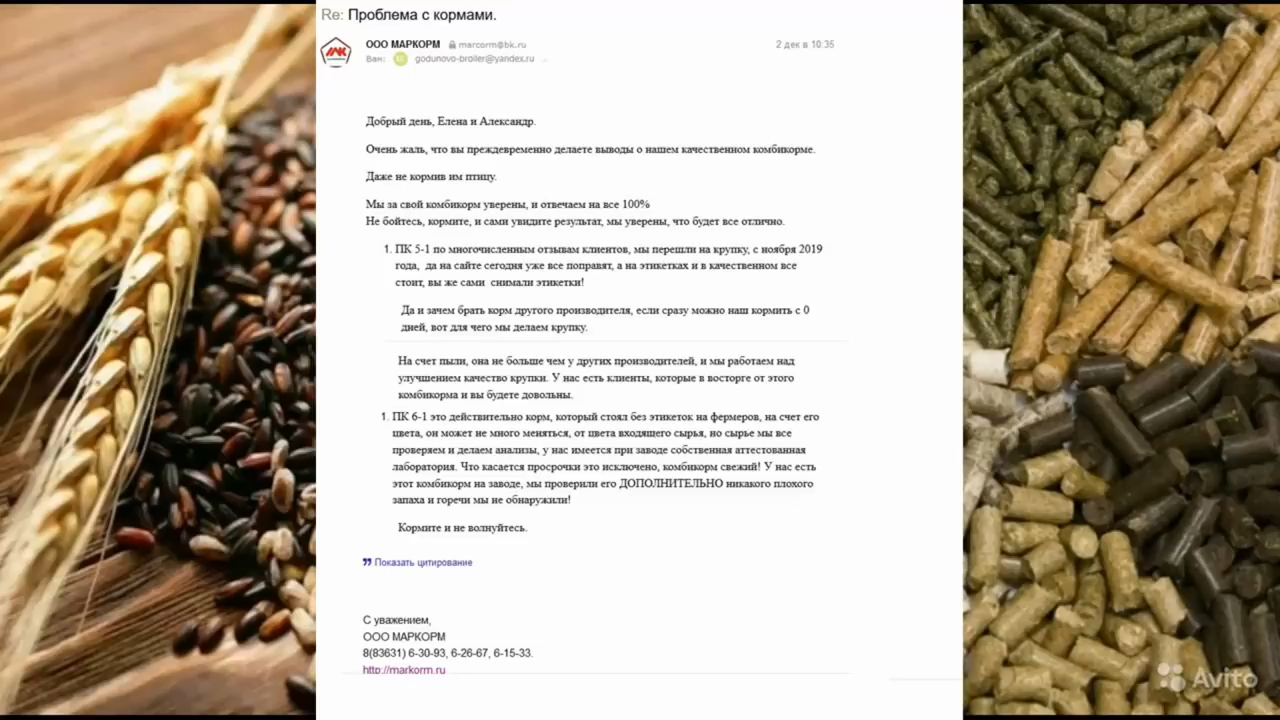 Re: Проблема с кормами.
ООО МАРКОРМ marcorm@bk.ru
2 дек в 10:35
Вам: godunovo-broiler@yandex.ru
Добрый день, Елена и Александр.
Очень жаль, что вы преждевременно делаете выводы о нашем качественном комбикорме.
Даже не кормив им птицу.
Мы за свой комбикорм уверены, и отвечаем на все 100%
Не бойтесь, кормите, и сами увидите результат, мы уверены, что будет все отлично.
1. ПК 5-1 по многочисленным отзывам клиентов, мы перешли на крупку, с ноября 2019
года, да на сайте сегодня уже все поправят, а на этикетках и в качественном все
стоит, вы же сами снимали этикетки!
Да и зачем брать корм другого производителя, если сразу можно наш кормить с 0
дней, вот для чего мы делаем крупку.
На счет пыли, она не больше чем у других производителей, и мы работаем над
улучшением качество крупки. У нас есть клиенты, которые в восторге от этого
комбикорма и вы будете довольны.
1. ПК 6-1 это действительно корм, который стоял без этикеток на фермеров, на счет его
цвета, он может не много меняться, от цвета входящего сырья, но сырье мы все
проверяем и делаем анализы, у нас имеется при заводе собственная аттестованная
лаборатория. Что касается просрочки это исключено, комбикорм свежий! У нас есть
этот комбикорм на заводе, мы проверили его ДОПОЛНИТЕЛЬНО никакого плохого
запаха и горечи мы не обнаружили!
Кормите и не волнуйтесь.
Показать цитирование
С уважением,
ООО МАРКОРМ
8(83631) 6-30-93, 6-26-67, 6-15-33.
http://markorm.ru
Avito